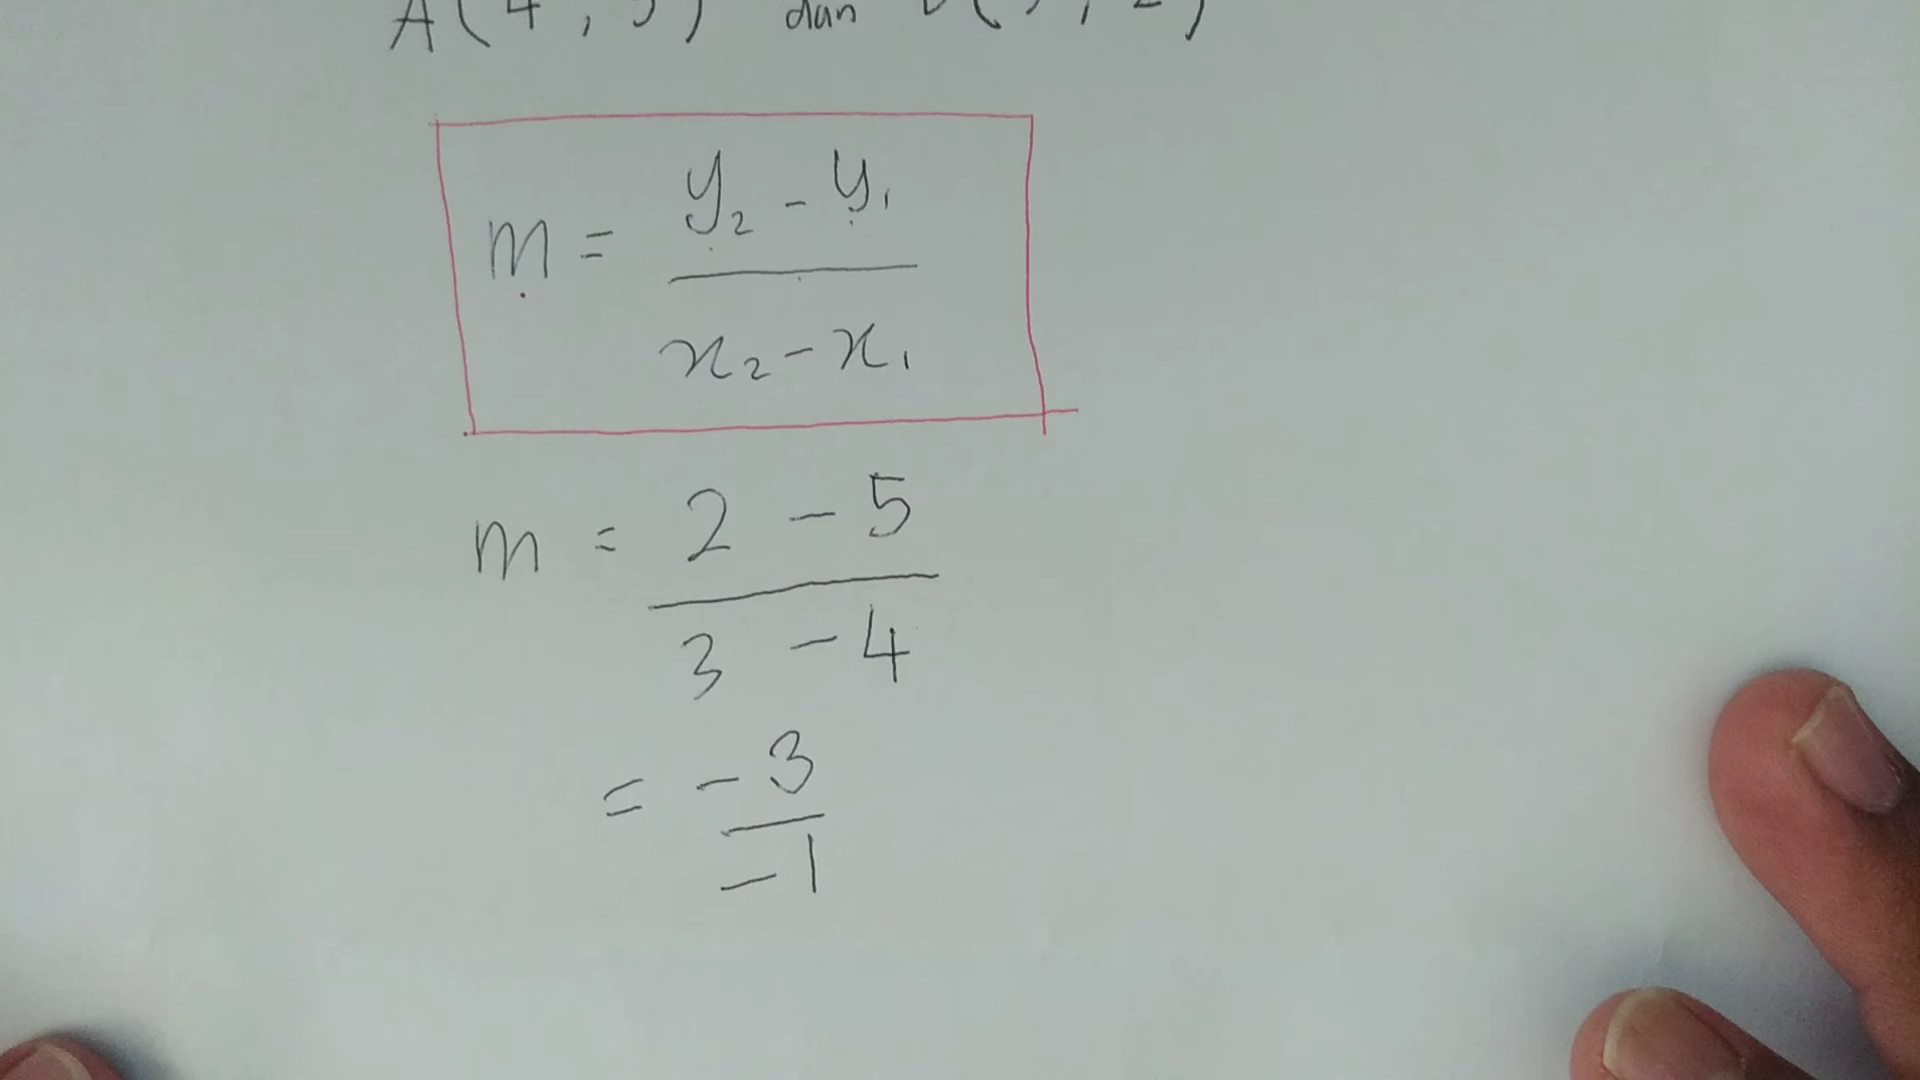 A(4, 5) dan B(3, 2)
m = y₂ - y₁
x₂ - x₁
m = 2 - 5
3 - 4
= -3
-1